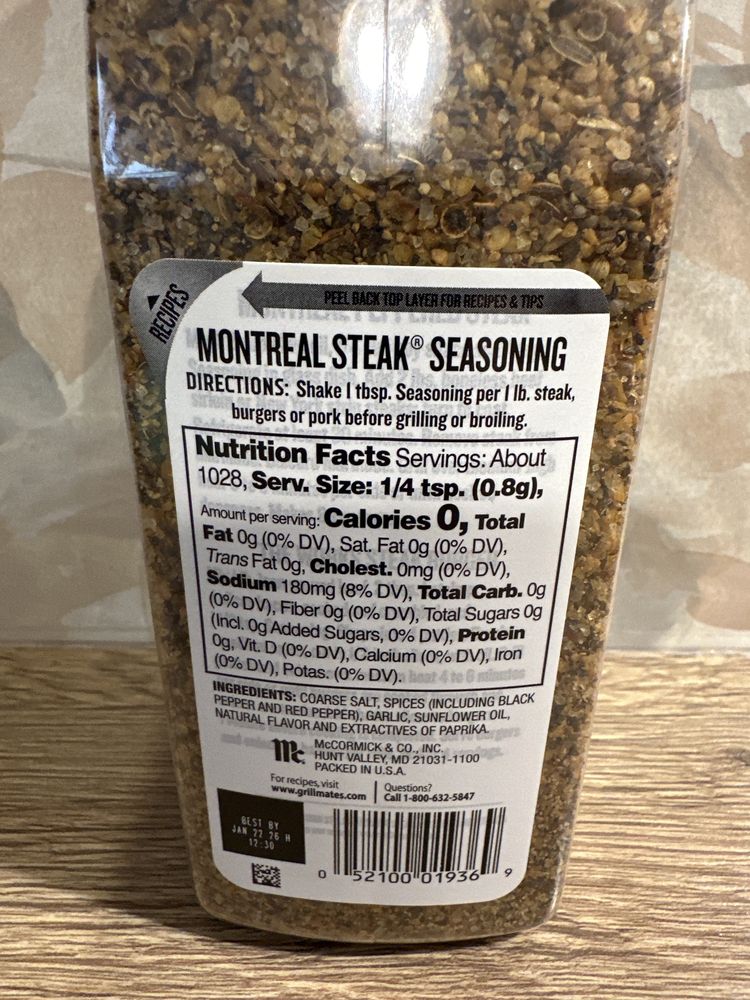 RECIPES
PEEL BACK TOP LAYER FOR RECIPES & TIPS
MONTREAL STEAK® SEASONING
DIRECTIONS: Shake 1 tbsp. Seasoning per 1 lb. steak,
burgers or pork before grilling or broiling.
Nutrition Facts Servings: About
1028, Serv. Size: 1/4 tsp. (0.8g),
Amount per serving: Calories 0, Total
Fat 0g (0% DV), Sat. Fat 0g (0% DV),
Trans Fat 0g, Cholest. 0mg (0% DV),
Sodium 180mg (8% DV), Total Carb. 0g
(0% DV), Fiber 0g (0% DV), Total Sugars 0g
(Incl. 0g Added Sugars, 0% DV), Protein
0g, Vit. D (0% DV), Calcium (0% DV), Iron
(0% DV), Potas. (0% DV).
INGREDIENTS: COARSE SALT, SPICES (INCLUDING BLACK
PEPPER AND RED PEPPER), GARLIC, SUNFLOWER OIL,
NATURAL FLAVOR AND EXTRACTIVES OF PAPRIKA.
Mc
McCORMICK & CO., INC.
HUNT VALLEY, MD 21031-1100
PACKED IN U.S.A.
For recipes, visit
www.grillmates.com
Questions?
Call 1-800-632-5847
BEST BY
JAN 22 26 H
12:30
0 52100 01936 9